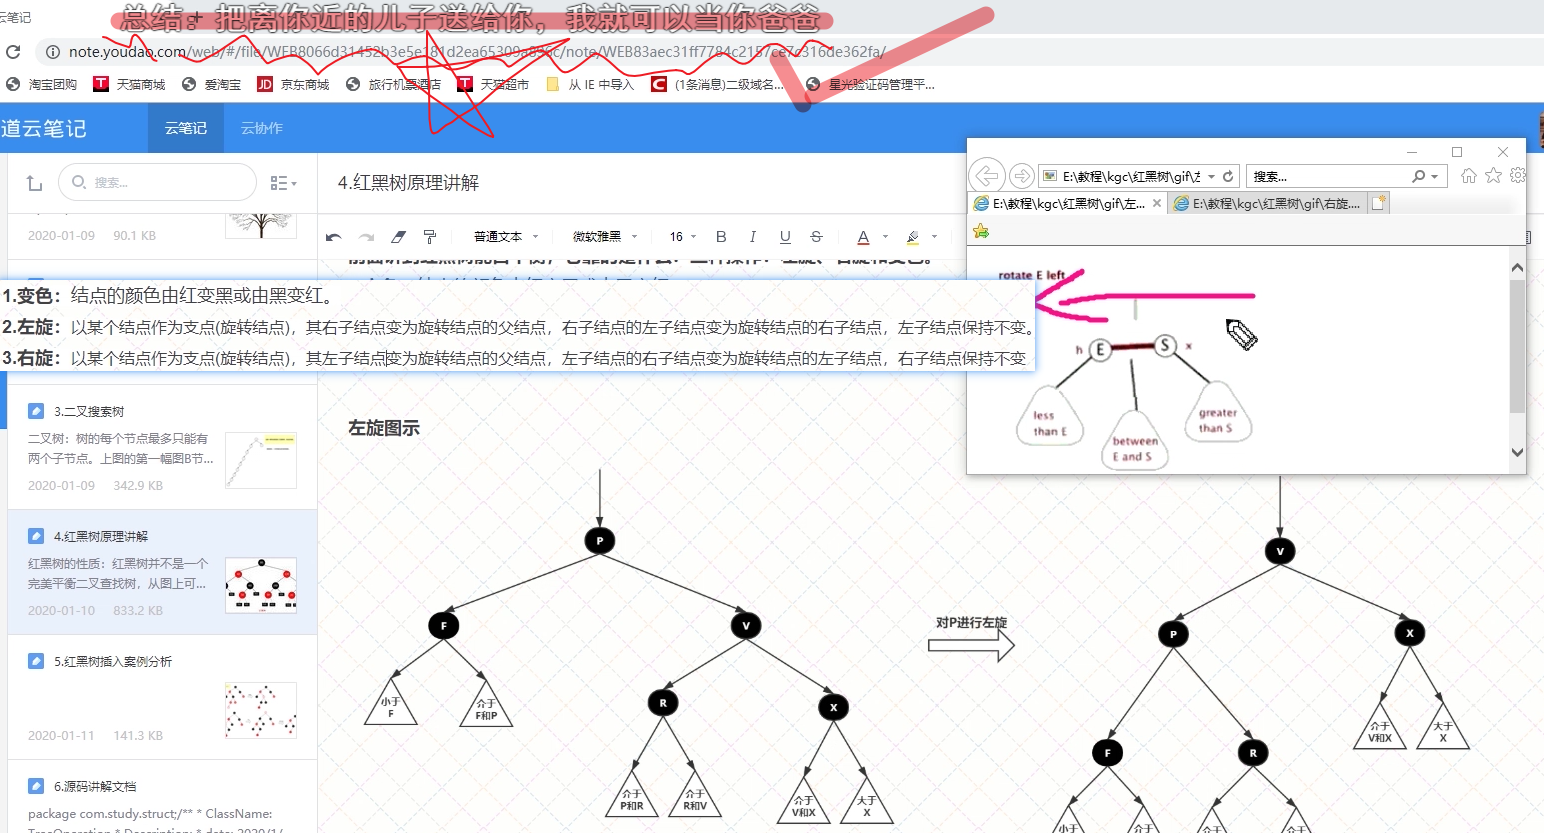 云笔记
总结：把离你近的儿子送给你，我就可以当你爸爸
淘宝团购
天猫商城
爱淘宝
京东商城
旅行机票酒店
天猫超市
从 IE 中导入
(1条消息)二级域名...
星光验证码管理平...
道云笔记
云笔记
云协作
搜索...
4.红黑树原理讲解
2020-01-09 90.1 KB
普通文本
微软雅黑
16
B I U S A
1.变色：结点的颜色由红变黑或由黑变红。
2.左旋：以某个结点作为支点(旋转结点)，其右子结点变为旋转结点的父结点，右子结点的左子结点变为旋转结点的右子结点，左子结点保持不变。
3.右旋：以某个结点作为支点(旋转结点)，其左子结点变为旋转结点的父结点，左子结点的右子结点变为旋转结点的左子结点，右子结点保持不变
3.二叉搜索树
二叉树：树的每个节点最多只能有
两个子节点。上图的第一幅图B节...
2020-01-09 342.9 KB
4.红黑树原理讲解
红黑树的性质：红黑树并不是一个
完美平衡二叉查找树，从图上可...
2020-01-10 833.2 KB
5.红黑树插入案例分析
2020-01-11 141.3 KB
6.源码讲解文档
package com.study.struct;/** * ClassName:
E:\教程\kgc\红黑树\gif\左
搜索...
E:\教程\kgc\红黑树\gif\左...
E:\教程\kgc\红黑树\gif\右旋....
rotate E left
h E S x
less
than E
between
E and S
greater
than S
左旋图示
P
F
V
小于
F
介于
F和P
R
X
介于
P和R
介于
R和V
介于
V和X
大于
X
对P进行左旋
V
P
X
介于
V和X
大于
X
F
R